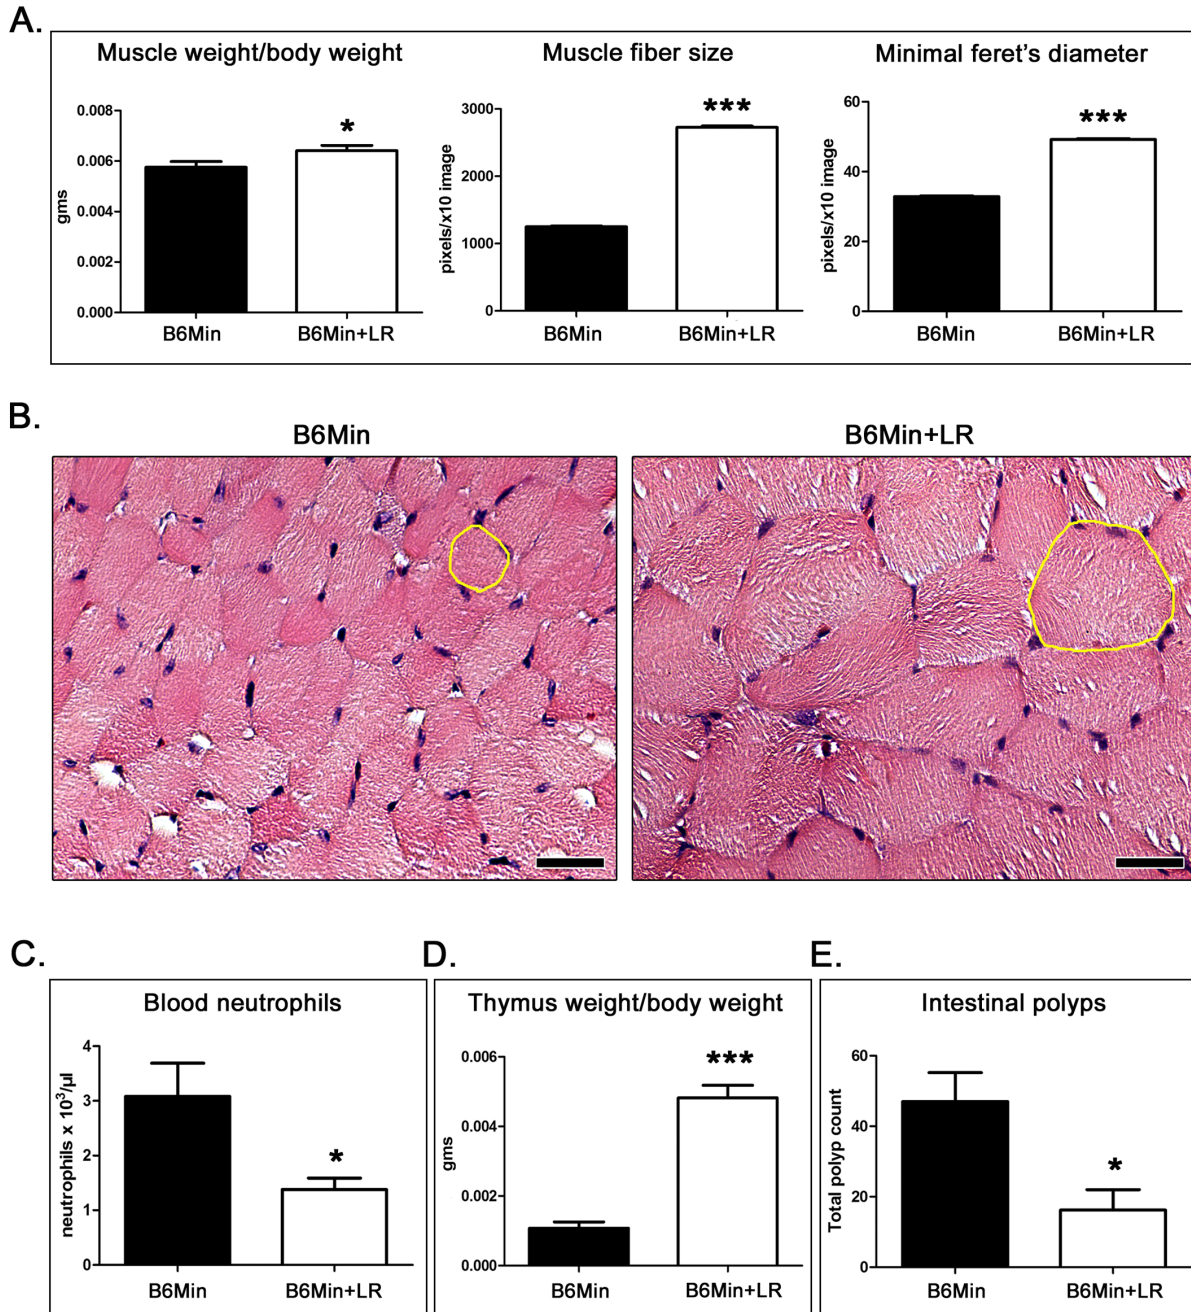 A.
Muscle weight/body weight
Muscle fiber size
Minimal feret's diameter
gms
0.008
0.006
0.004
0.002
0.000
*
B6Min
B6Min+LR
pixels/x10 image
3000
2000
1000
0
***
B6Min
B6Min+LR
pixels/x10 image
60
40
20
0
***
B6Min
B6Min+LR
B.
B6Min
B6Min+LR
C.
Blood neutrophils
neutrophils x 10³/µl
4
3
2
1
0
*
B6Min
B6Min+LR
D.
Thymus weight/body weight
gms
0.006
0.004
0.002
0.000
***
B6Min
B6Min+LR
E.
Intestinal polyps
Total polyp count
60
40
20
0
*
B6Min
B6Min+LR